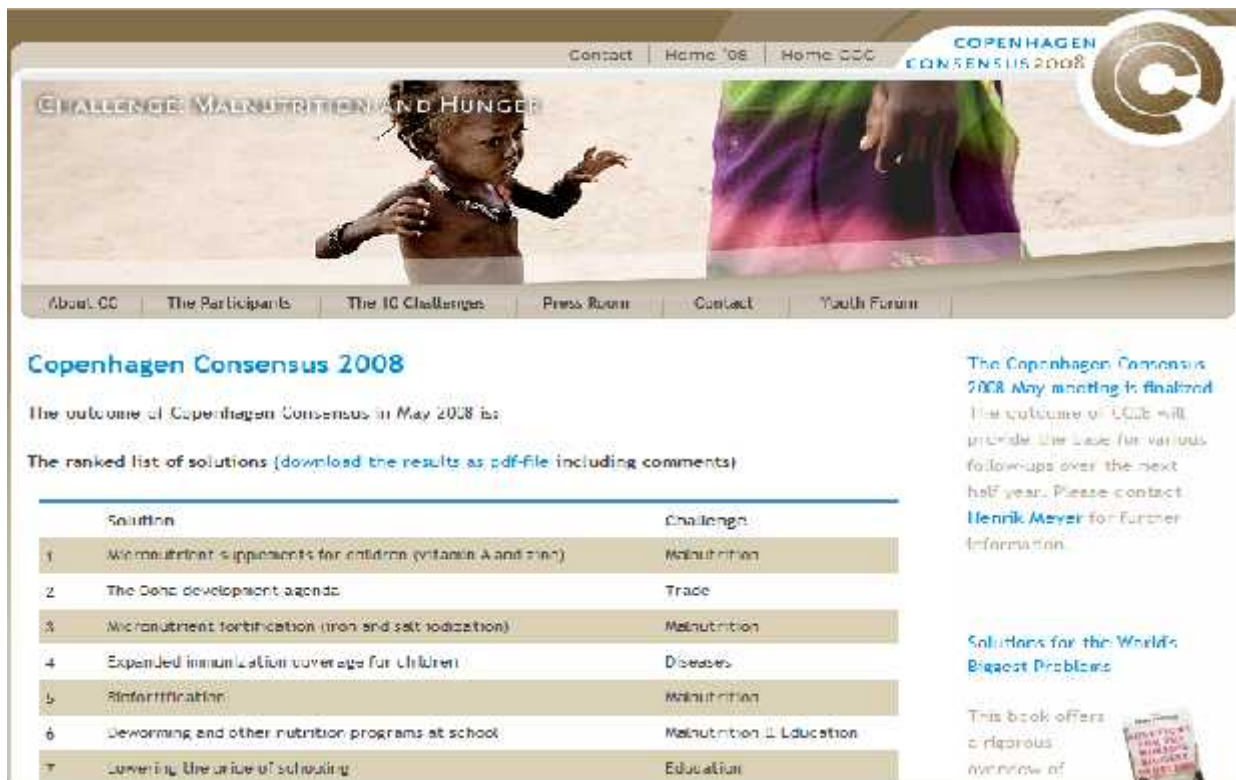 Contact | Home '08 | Home CCC
COPENHAGEN
CONSENSUS 2008
CHALLENGE: MALNUTRITION AND HUNGER
About CC | The Participants | The 10 Challenges | Press Room | Contact | Youth Forum
Copenhagen Consensus 2008
The outcome of Copenhagen Consensus in May 2008 is:
The ranked list of solutions (download the results as pdf-file including comments)
Solution Challenge
1 Micronutrient supplements for children (vitamin A and zinc) Malnutrition
2 The Doha development agenda Trade
3 Micronutrient fortification (iron and salt iodization) Malnutrition
4 Expanded immunization coverage for children Diseases
5 Biofortification Malnutrition
6 Deworming and other nutrition programs at school Malnutrition & Education
7 Lowering the price of schooling Education
The Copenhagen Consensus
2008 May meeting is finalized
The outcome of CC08 will
provide the base for various
follow-ups over the next
half year. Please contact
Henrik Meyer for further
information.
Solutions for the World's
Biggest Problems
This book offers
a rigorous
overview of
SOLUTIONS
FOR THE
WORLD'S
BIGGEST
PROBLEMS